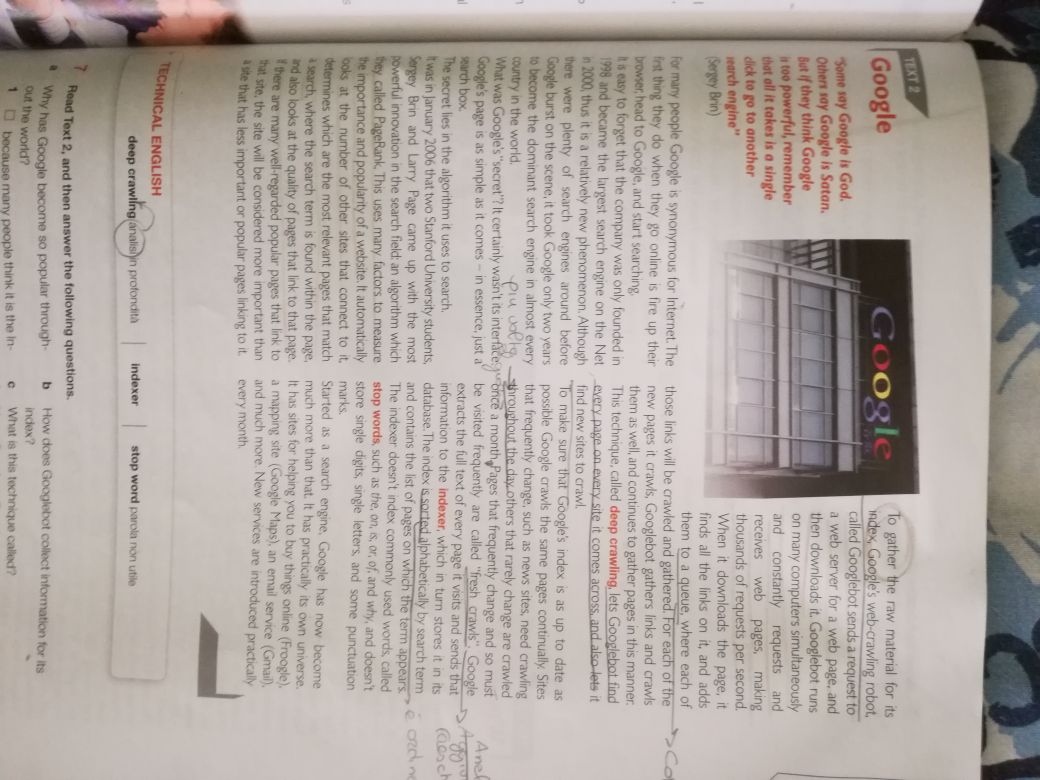 TEXT 2
Google
"Some say Google is God.
Others say Google is Satan.
But if they think Google
is too powerful, remember
that all it takes is a single
click to go to another
search engine"
(Sergey Brin)
Google
For many people Google is synonymous for Internet. The
first thing they do when they go online is fire up their
browser, head to Google, and start searching.
It is easy to forget that the company was only founded in
1998 and became the largest search engine on the Net
in 2000, thus it is a relatively new phenomenon. Although
there were plenty of search engines around before
Google burst on the scene, it took Google only two years
to become the dominant search engine in almost every
country in the world.
What was Google's "secret"? It certainly wasn't its interface:
Google's page is as simple as it comes – in essence, just a
search box.
The secret lies in the algorithm it uses to search.
It was in January 2006 that two Stanford University students,
Sergey Brin and Larry Page came up with the most
powerful innovation in the search field: an algorithm which
they called PageRank. This uses many factors to measure
the importance and popularity of a website. It automatically
looks at the number of other sites that connect to it,
determines which are the most relevant pages that match
a search, where the search term is found within the page,
and also looks at the quality of pages that link to that page.
If there are many well-regarded popular pages that link to
that site, the site will be considered more important than
a site that has less important or popular pages linking to it.
To gather the raw material for its
index, Google's web-crawling robot,
called Googlebot sends a request to
a web server for a web page, and
then downloads it. Googlebot runs
on many computers simultaneously
and constantly requests and
receives web pages, making
thousands of requests per second.
When it downloads the page, it
finds all the links on it, and adds
them to a queue, where each of
those links will be crawled and gathered. For each of the
new pages it crawls, Googlebot gathers links and crawls
them as well, and continues to gather pages in this manner.
This technique, called deep crawling, lets Googlebot find
every page on every site it comes across, and also lets it
find new sites to crawl.
To make sure that Google's index is as up to date as
possible Google crawls the same pages continually. Sites
that frequently change, such as news sites, need crawling
più volte
throughout the day, others that rarely change are crawled
once a month. Pages that frequently change and so must
be visited frequently are called "fresh crawls". Google
extracts the full text of every page it visits and sends that
information to the indexer, which in turn stores it in its
database. The index is sorted alphabetically by search term
and contains the list of pages on which the term appears.
The indexer doesn't index commonly used words, called
stop words, such as the, on, is, or, of, and why, and doesn't
store single digits, single letters, and some punctuation
marks.
Started as a search engine, Google has now become
much more than that. It has practically its own universe.
It has sites for helping you to buy things online (Froogle),
a mapping site (Google Maps), an email service (Gmail),
and much more. New services are introduced practically
every month.
TECHNICAL ENGLISH
deep crawling analisi in profondità indexer stop word parola non utile
7 Read Text 2, and then answer the following questions.
a Why has Google become so popular through-
out the world?
1 because many people think it is the In-
b How does Googlebot collect information for its
index?
c What is this technique called?